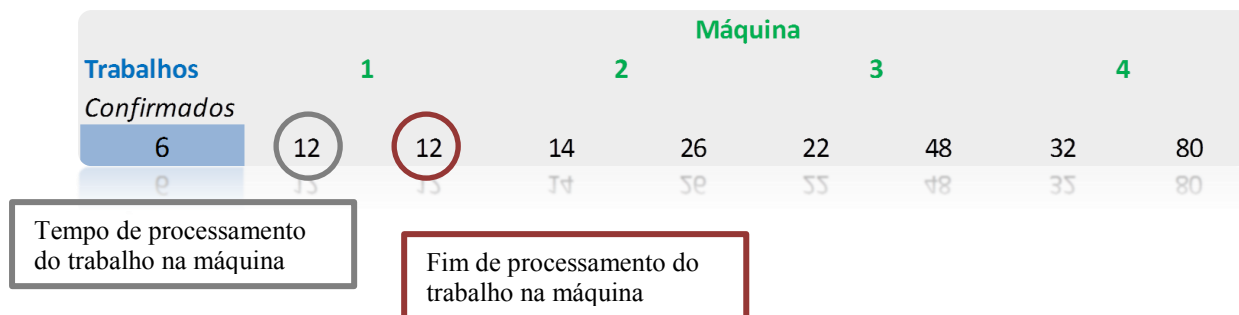 Máquina
Trabalhos 1 2 3 4
Confirmados
6 12 12 14 26 22 48 32 80
Tempo de processamento
do trabalho na máquina
Fim de processamento do
trabalho na máquina